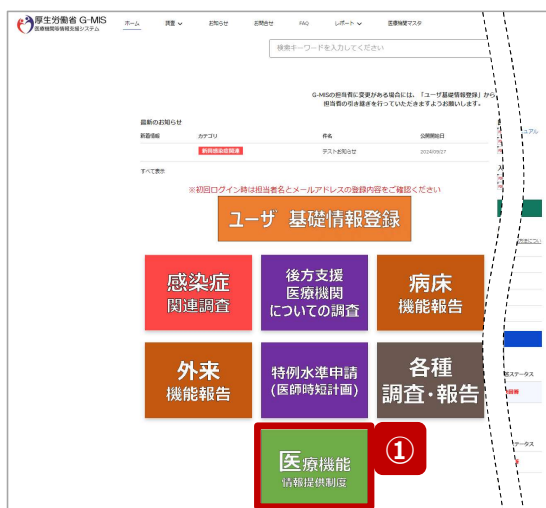 厚生労働省 G-MIS
医療機関等情報支援システム
ホーム 調査 お知らせ お問合せ FAQ レポート 医療機関マスタ
検索キーワードを入力してください
G-MISの担当者に変更がある場合には、「ユーザ基礎情報登録」から
担当者の引き継ぎを行っていただきますようお願いします。
最新のお知らせ
新着情報 カテゴリ 件名 公開開始日
新興感染症関連 テストお知らせ 2024/09/27
すべて表示
※初回ログイン時は担当者名とメールアドレスの登録内容をご確認ください
ユーザ 基礎情報登録
感染症
関連調査
後方支援
医療機関
についての調査
病床
機能報告
外来
機能報告
特例水準申請
(医師時短計画)
各種
調査・報告
医療機能
情報提供制度
①
ュアル